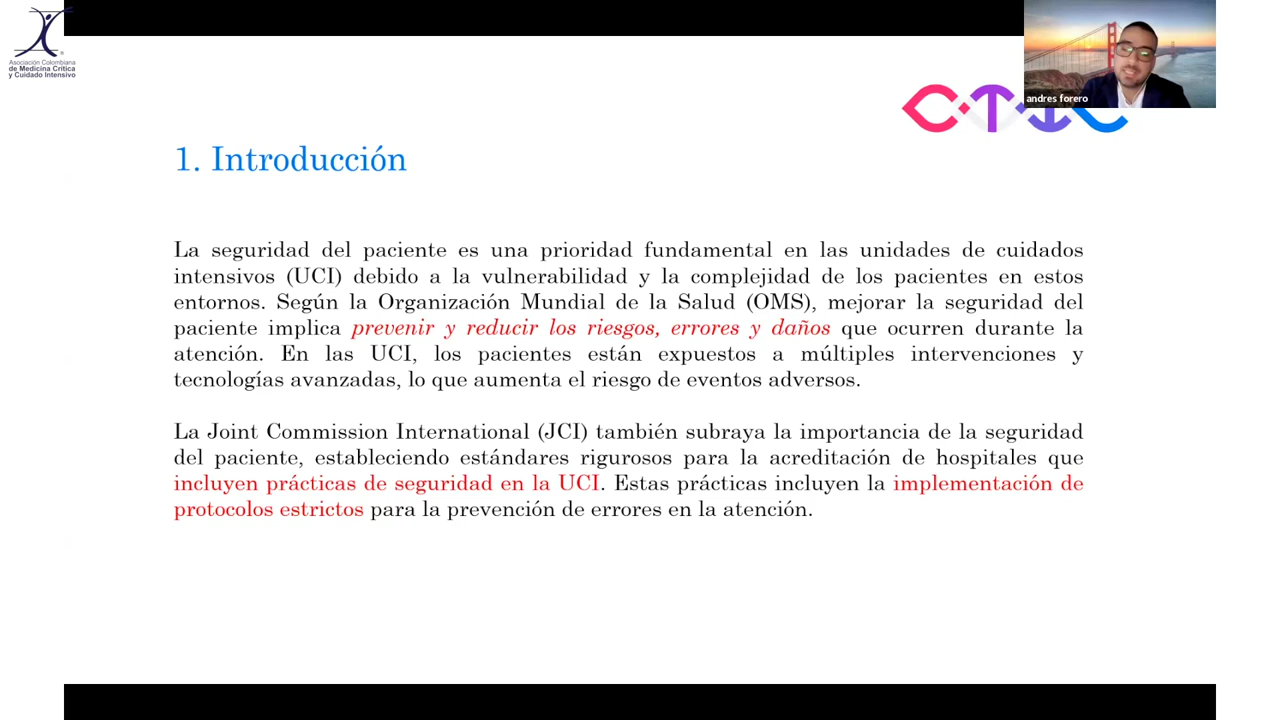 Asociación Colombiana
de Medicina Crítica
y Cuidado Intensivo
andres forero
CTIC
1. Introducción
La seguridad del paciente es una prioridad fundamental en las unidades de cuidados
intensivos (UCI) debido a la vulnerabilidad y la complejidad de los pacientes en estos
entornos. Según la Organización Mundial de la Salud (OMS), mejorar la seguridad del
paciente implica prevenir y reducir los riesgos, errores y daños que ocurren durante la
atención. En las UCI, los pacientes están expuestos a múltiples intervenciones y
tecnologías avanzadas, lo que aumenta el riesgo de eventos adversos.
La Joint Commission International (JCI) también subraya la importancia de la seguridad
del paciente, estableciendo estándares rigurosos para la acreditación de hospitales que
incluyen prácticas de seguridad en la UCI. Estas prácticas incluyen la implementación de
protocolos estrictos para la prevención de errores en la atención.